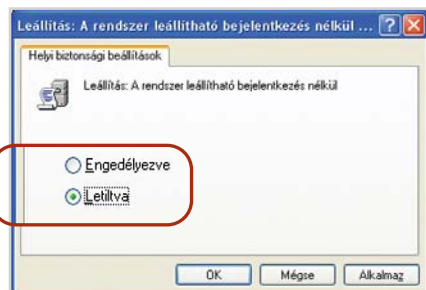 Leállítás: A rendszer leállítható bejelentkezés nélkül ...
Helyi biztonsági beállítások
Leállítás: A rendszer leállítható bejelentkezés nélkül
Engedélyezve
Letiltva
OK Mégse Alkalmaz